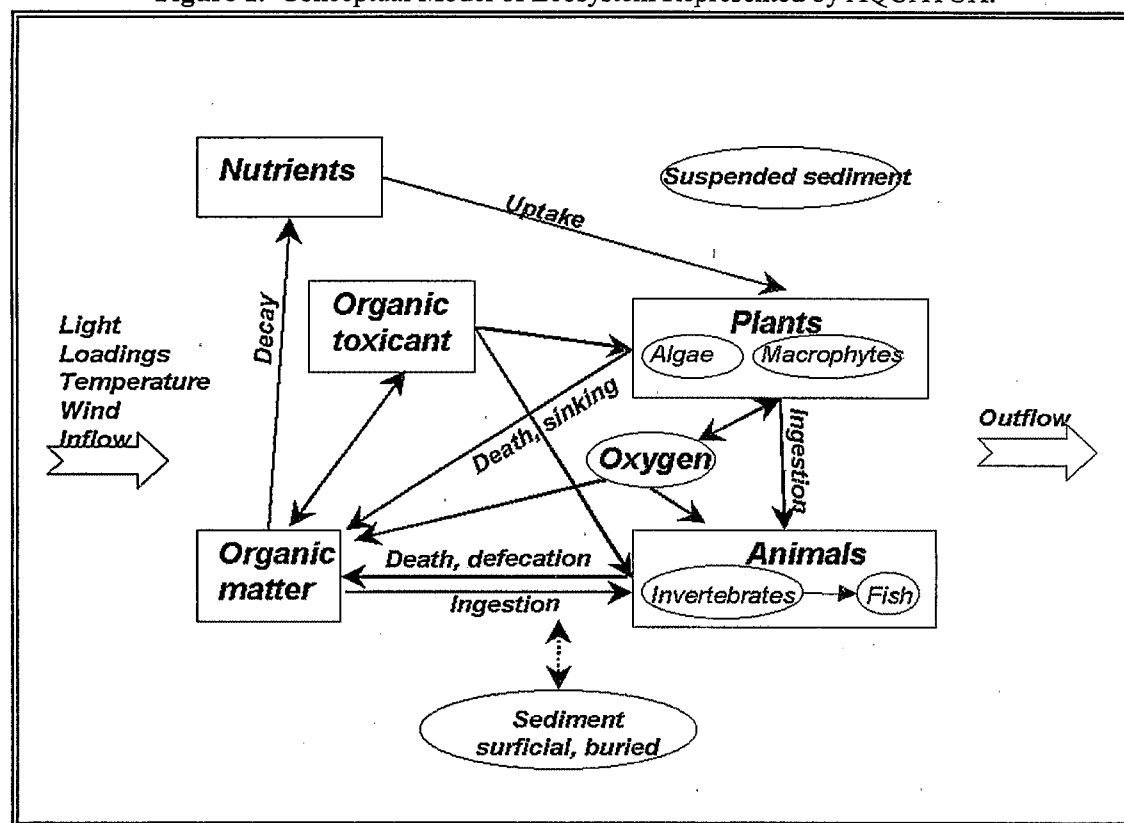 Nutrients
Suspended sediment
Uptake
Organic
toxicant
Decay
Light
Loadings
Temperature
Wind
Inflow
Plants
Algae Macrophytes
Death, sinking
Oxygen
Ingestion
Outflow
Organic
matter
Death, defecation
Ingestion
Animals
Invertebrates Fish
Sediment
surficial, buried